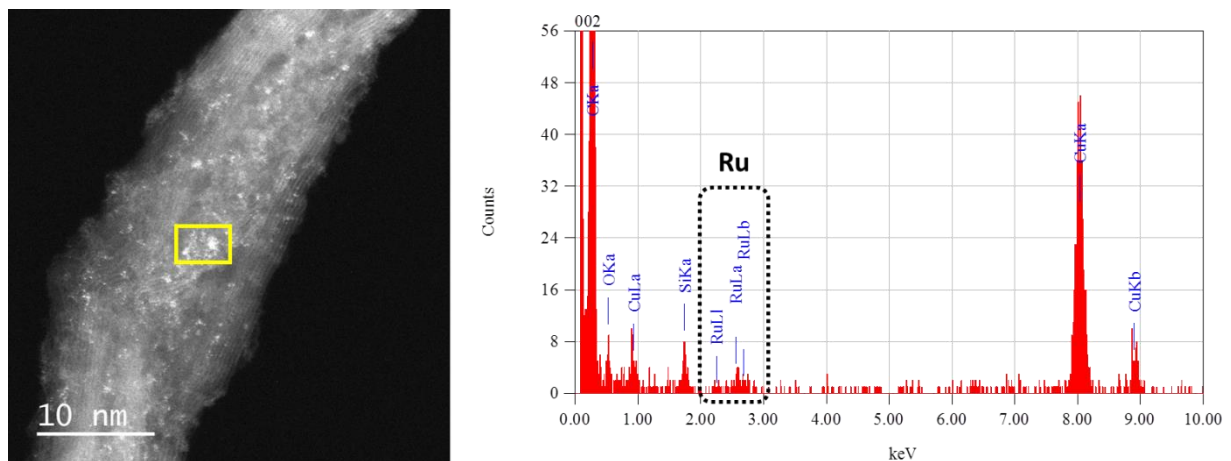 10 nm
002
56
48
40
32
24
16
8
0
Counts
CKa
OKa
CuLa
SiKa
Ru
RuLl
RuLa
RuLb
CuKa
CuKb
0.00 1.00 2.00 3.00 4.00 5.00 6.00 7.00 8.00 9.00 10.00
keV